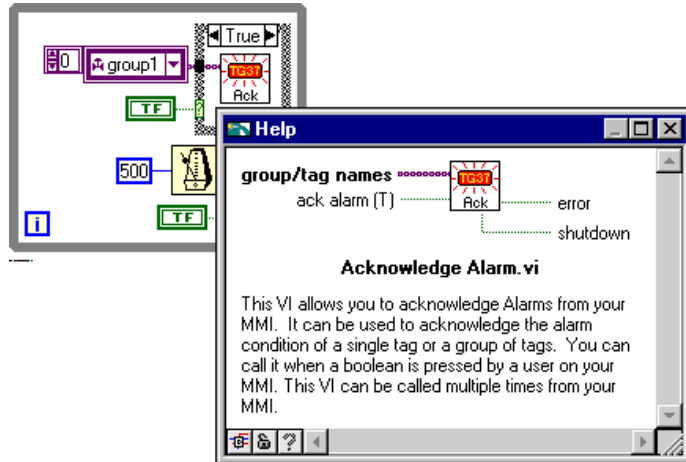 True
0
group1
TG37
Ack
TF
?
500
TF
i
Help
group/tag names
TG37
ack alarm (T)
Ack
error
shutdown
Acknowledge Alarm.vi
This VI allows you to acknowledge Alarms from your
MMI. It can be used to acknowledge the alarm
condition of a single tag or a group of tags. You can
call it when a boolean is pressed by a user on your
MMI. This VI can be called multiple times from your
MMI.
?